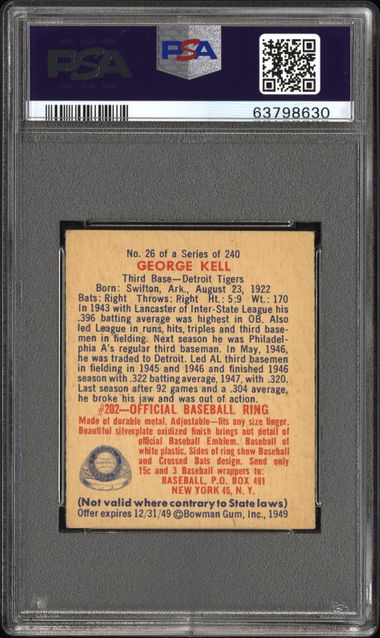 PSA
PSA
63798630
No. 26 of a Series of 240
GEORGE KELL
Third Base—Detroit Tigers
Born: Swifton, Ark., August 23, 1922
Bats: Right Throws: Right Ht.: 5:9 Wt.: 170
In 1943 with Lancaster of Inter-State League his
.396 batting average was highest in OB. Also
led League in runs, hits, triples and third base-
men in fielding. Next season he was Philadel-
phia A's regular third baseman. In May, 1946,
he was traded to Detroit. Led AL third basemen
in fielding in 1945 and 1946 and finished 1946
season with .322 batting average, 1947, with .320.
Last season after 92 games and a .304 average,
he broke his jaw and was out of action.
#202—OFFICIAL BASEBALL RING
Made of durable metal. Adjustable—fits any size finger.
Beautiful silverplate oxidized finish brings out detail of
official Baseball Emblem. Baseball of
white plastic. Sides of ring show Baseball
and Crossed Bats design. Send only
15c and 3 Baseball wrappers to:
BASEBALL, P.O. BOX 491
NEW YORK 46, N. Y.
(Not valid where contrary to State laws)
Offer expires 12/31/49 ©Bowman Gum, Inc., 1949